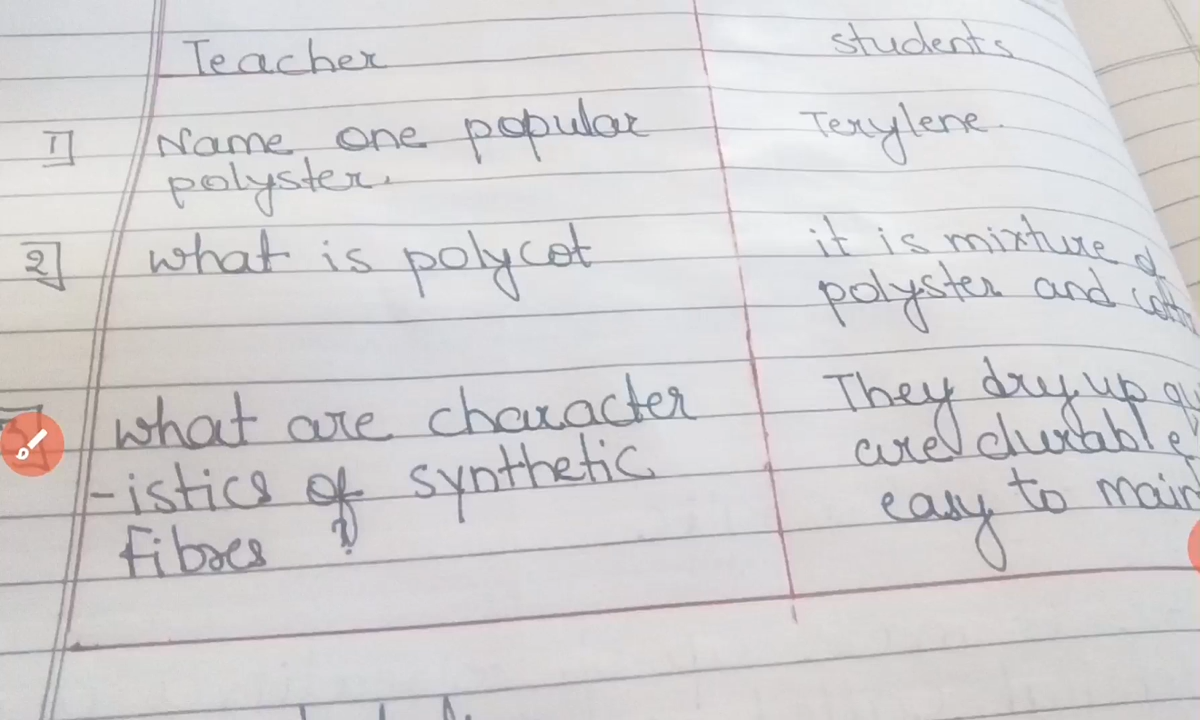 Teacher students
1] Name one popular Terylene.
polyster.
2] what is polycot it is mixture
polyster and
what are character They dry up
-istics of synthetic are durable
fibres ? easy to